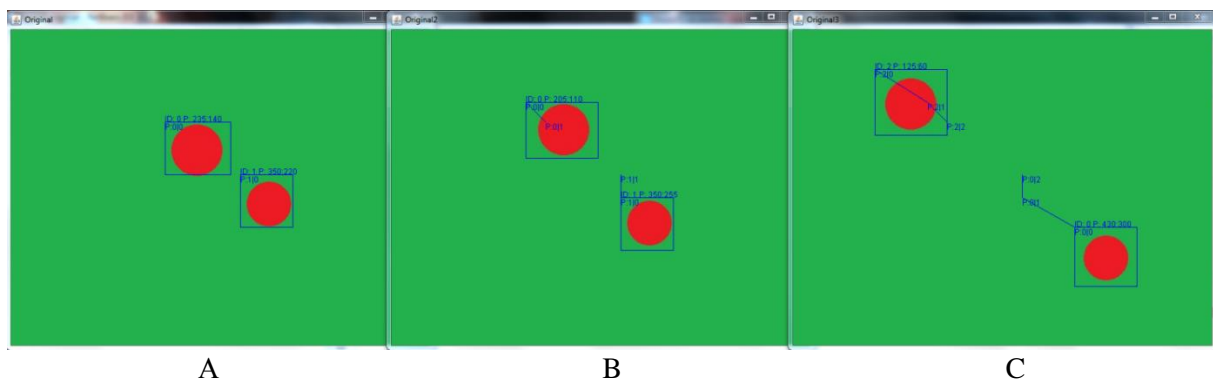 Original
ID: 0 P: 235;140
P:0|0
ID: 1 P: 350;220
P:1|0
Original2
ID: 0 P: 205;110
P:0|0
P:0|1
P:1|1
ID: 1 P: 350;255
P:1|0
Original3
ID: 2 P: 125;60
P:2|0
P:2|1
P:2|2
P:0|2
P:0|1
ID: 0 P: 430;300
P:0|0
A
B
C